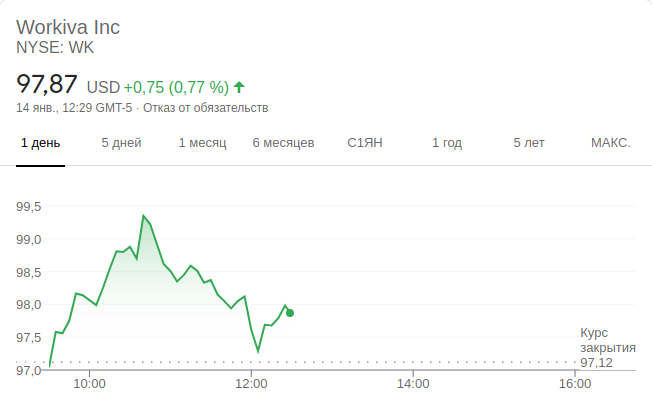 Workiva Inc
NYSE: WK
97,87 USD +0,75 (0,77 %)
14 янв., 12:29 GMT-5 · Отказ от обязательств
1 день 5 дней 1 месяц 6 месяцев С1ЯН 1 год 5 лет МАКС.
99,5
99,0
98,5
98,0
97,5
97,0
Курс
закрытия
97,12
10:00 12:00 14:00 16:00